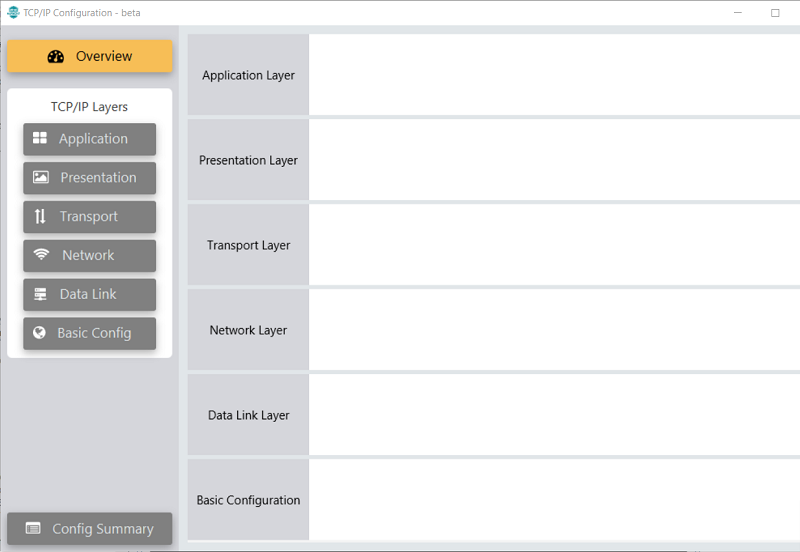 TCP/IP Configuration - beta
Overview
TCP/IP Layers
Application
Presentation
Transport
Network
Data Link
Basic Config
Config Summary
Application Layer
Presentation Layer
Transport Layer
Network Layer
Data Link Layer
Basic Configuration